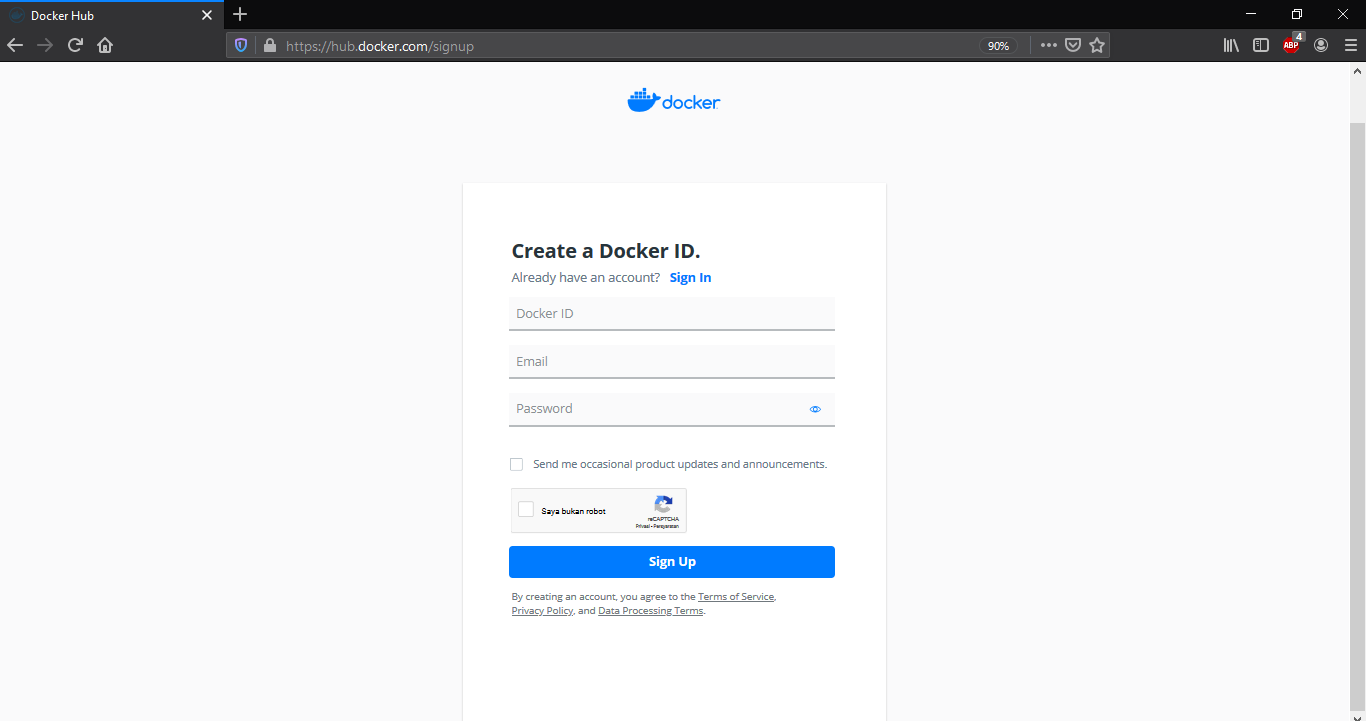 Docker Hub
https://hub.docker.com/signup
90%
ABP
4
docker
Create a Docker ID.
Already have an account? Sign In
Docker ID
Email
Password
Send me occasional product updates and announcements.
Saya bukan robot
reCAPTCHA
Privasi • Persyaratan
Sign Up
By creating an account, you agree to the Terms of Service,
Privacy Policy, and Data Processing Terms.